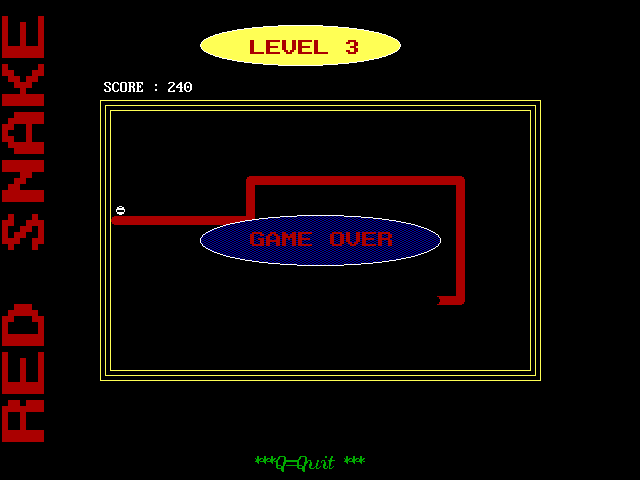 LEVEL 3
SCORE : 240
RED SNAKE
GAME OVER
***Q=Quit ***